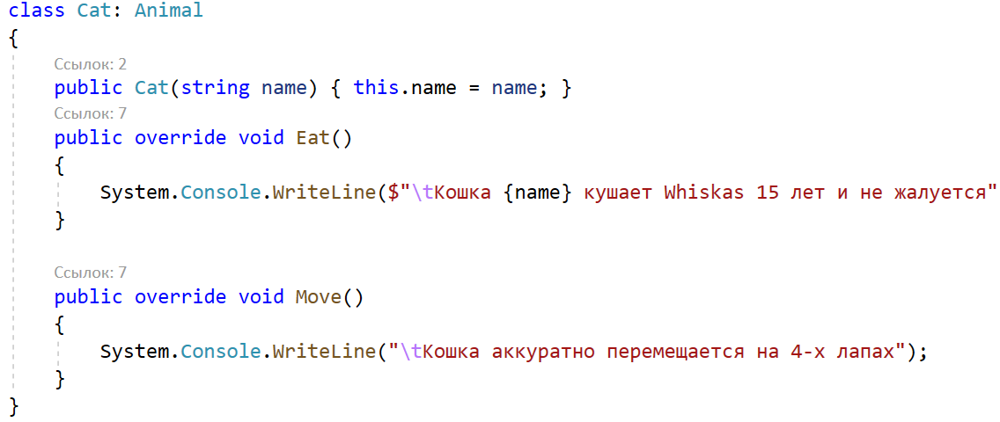 class Cat: Animal
{
Ссылок: 2
public Cat(string name) { this.name = name; }
Ссылок: 7
public override void Eat()
{
System.Console.WriteLine($"\tКошка {name} кушает Whiskas 15 лет и не жалуется"
}
Ссылок: 7
public override void Move()
{
System.Console.WriteLine("\tКошка аккуратно перемещается на 4-х лапах");
}
}